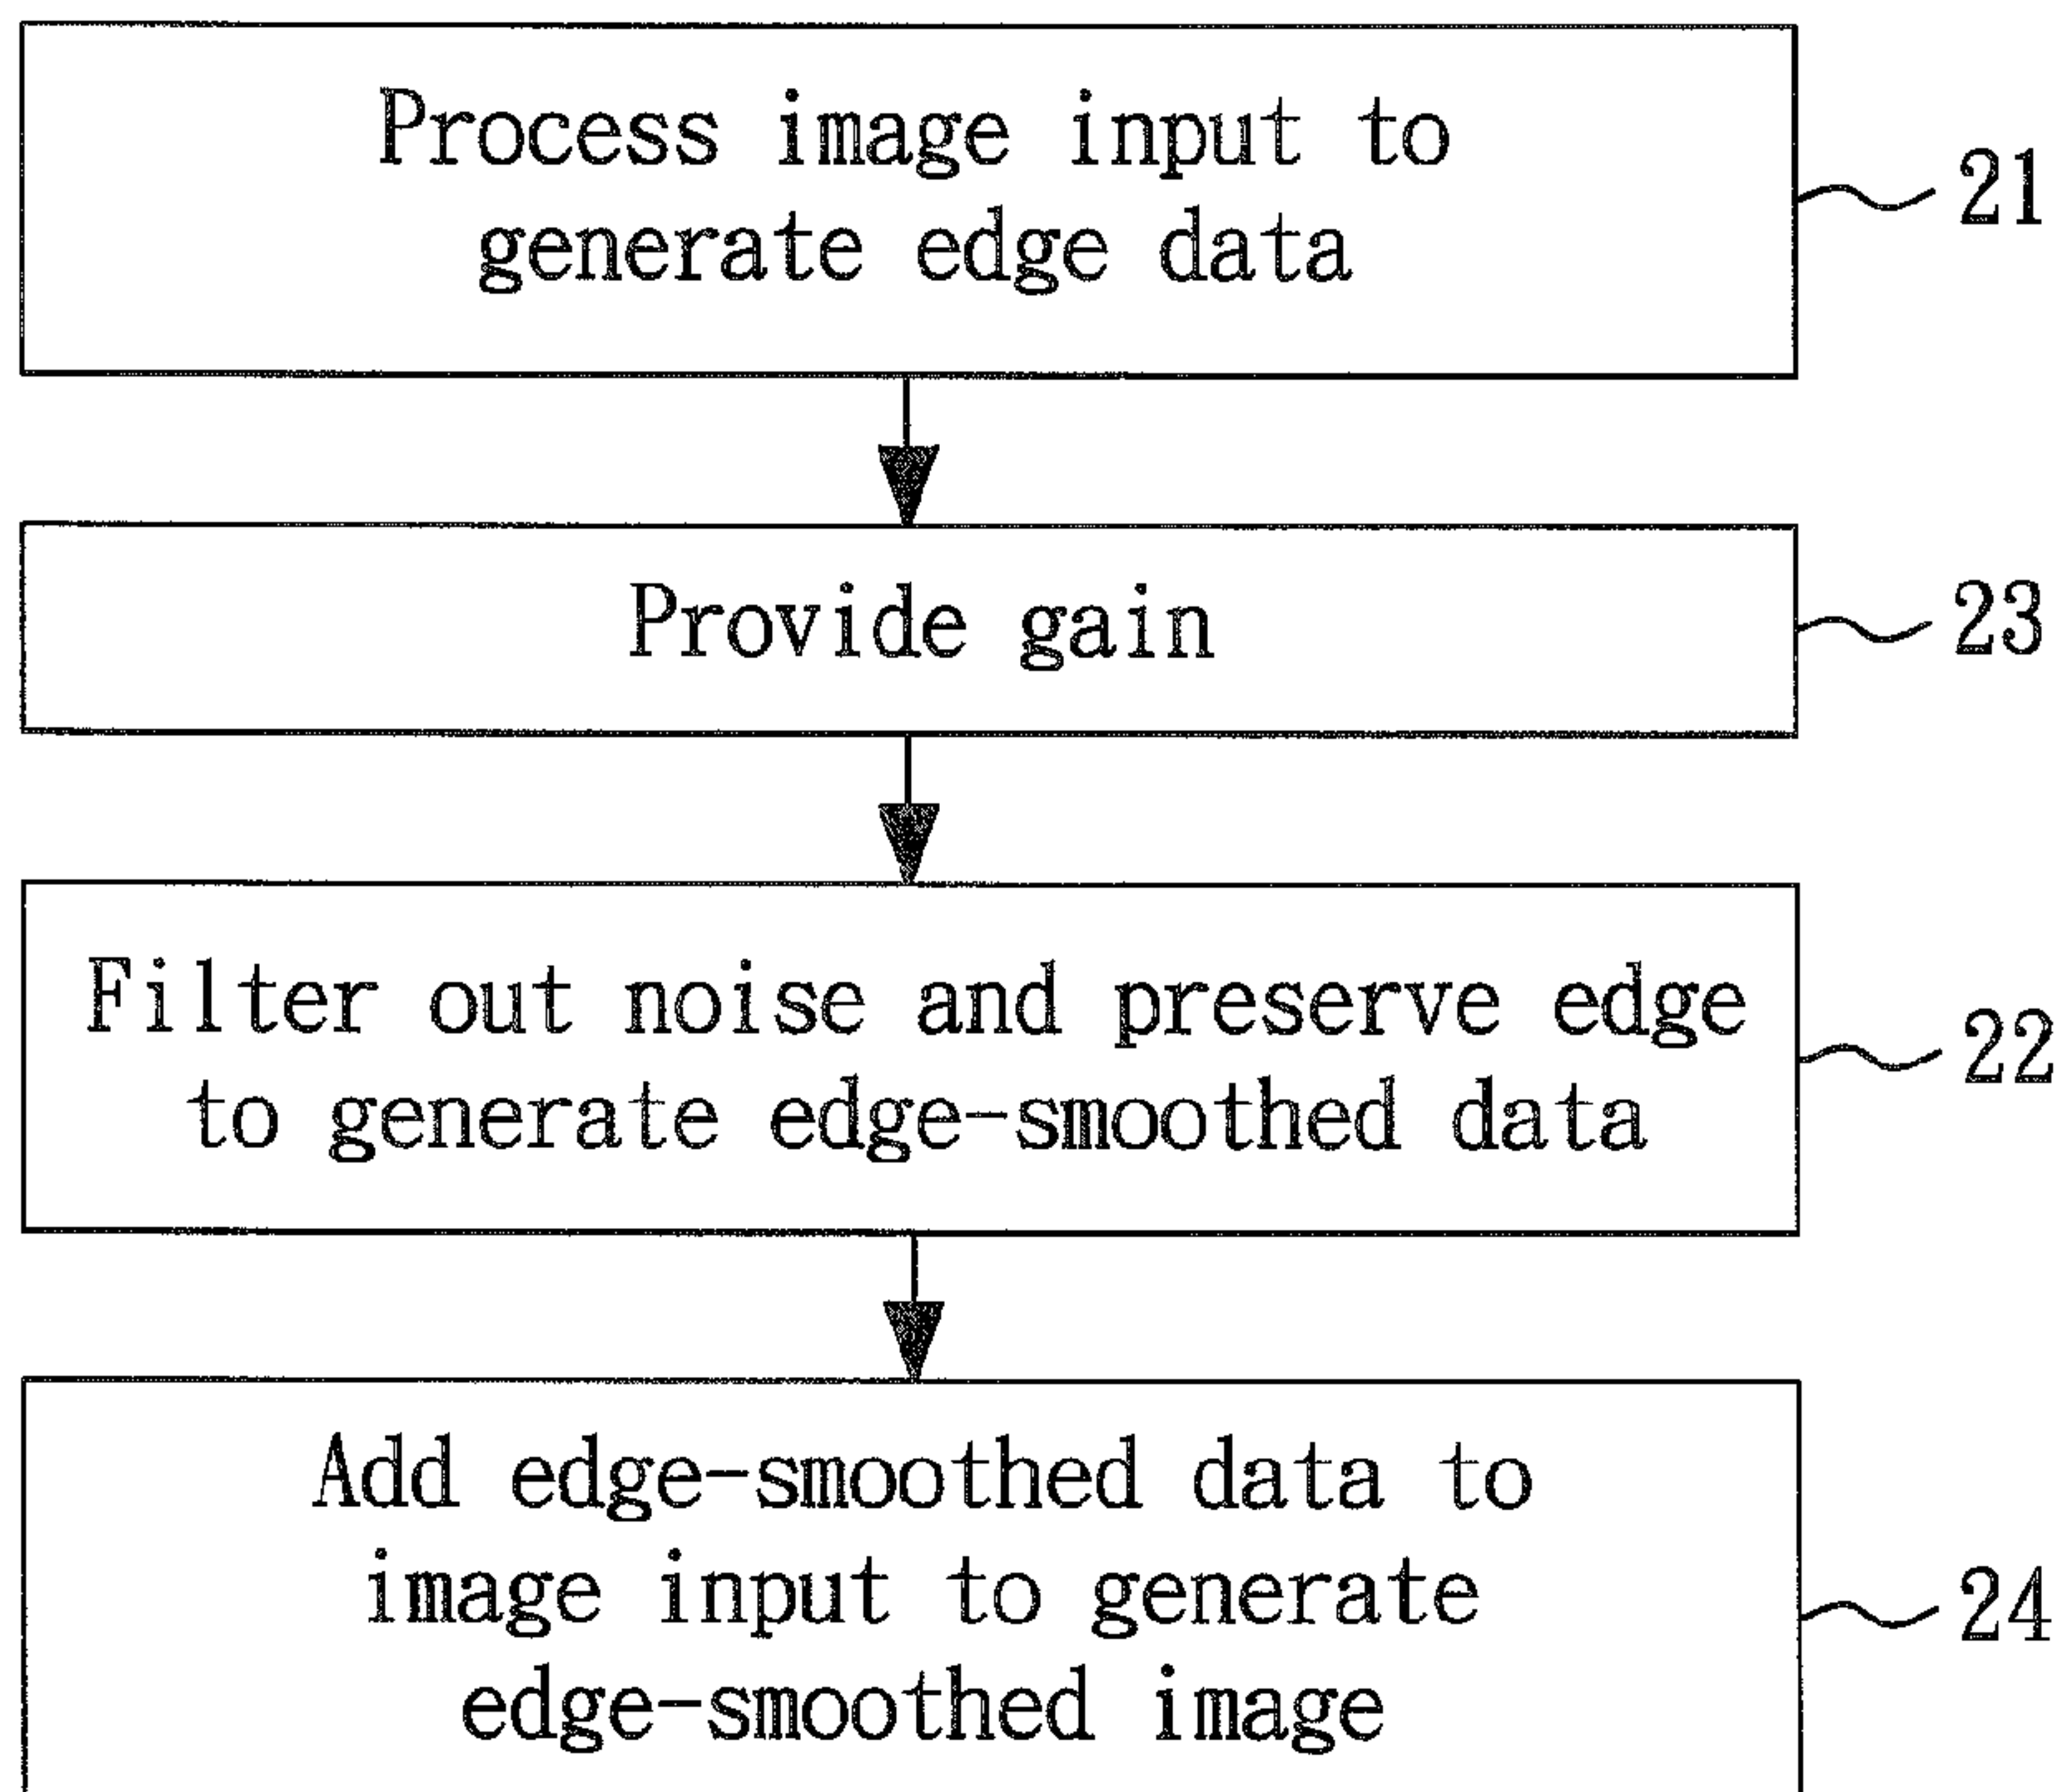 Process image input to
generate edge data
21
Provide gain
23
Filter out noise and preserve edge
to generate edge-smoothed data
22
Add edge-smoothed data to
image input to generate
edge-smoothed image
24